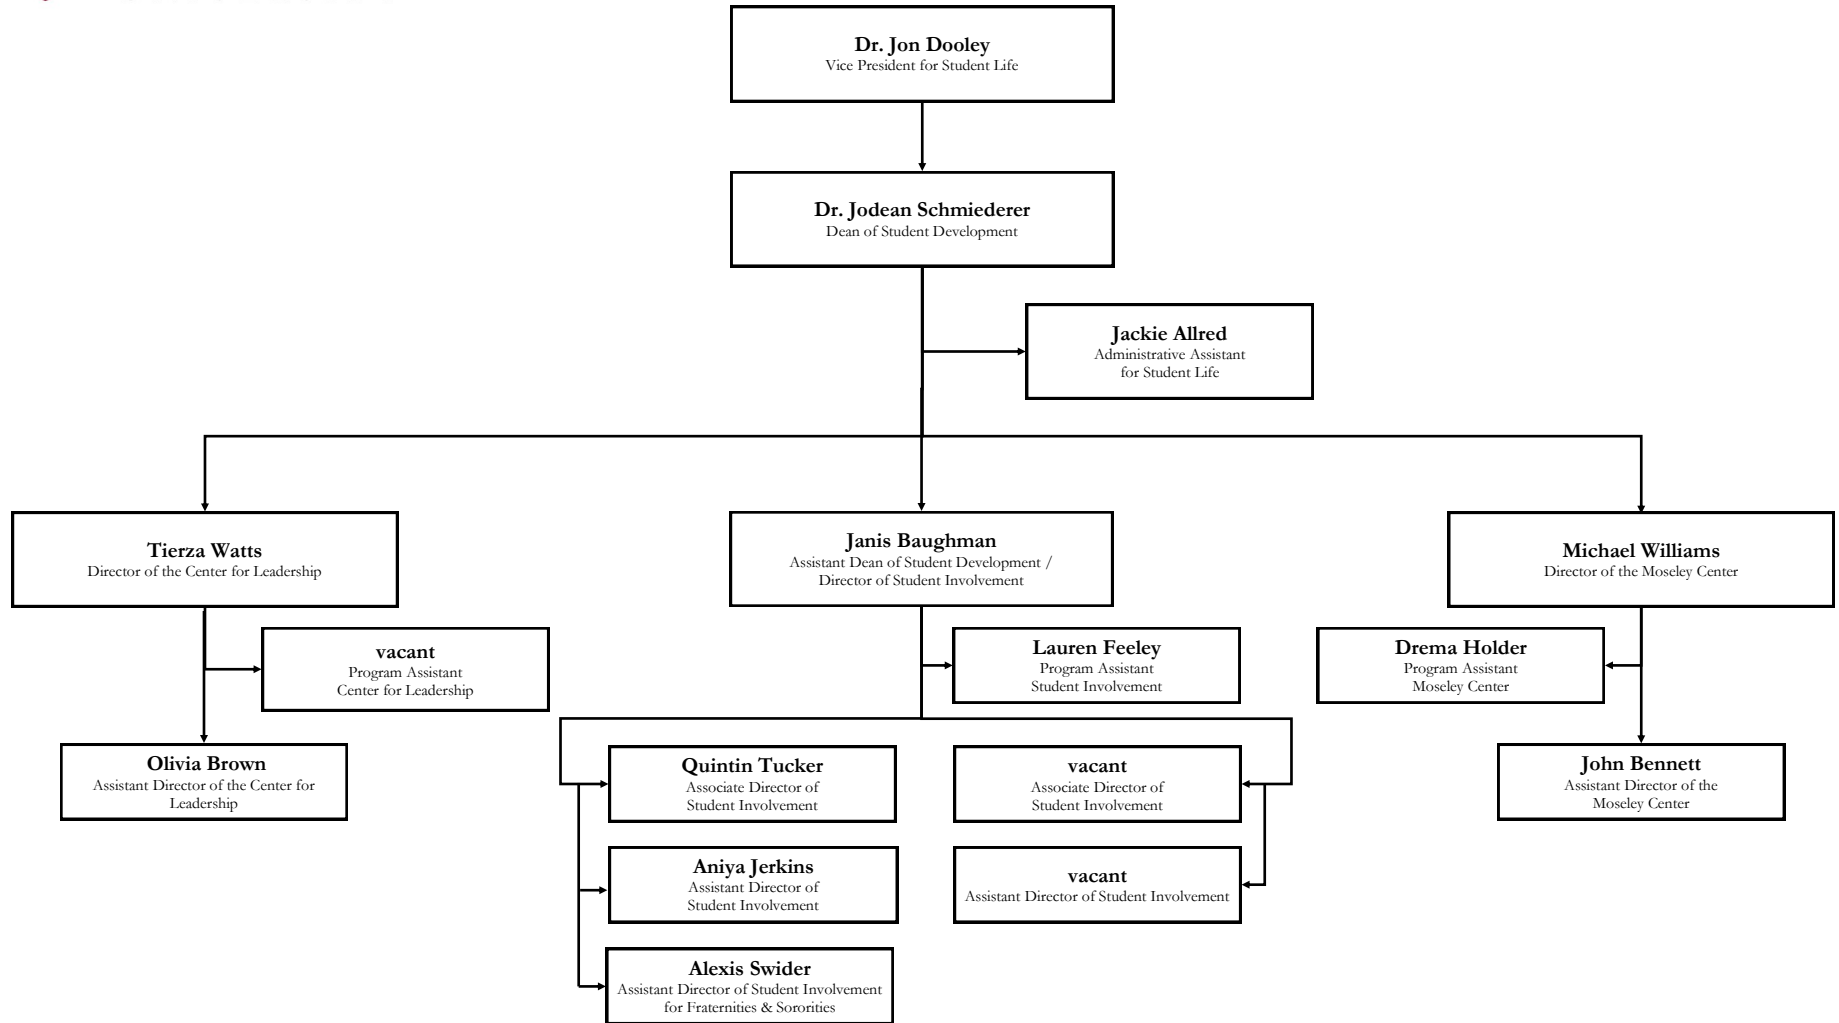 Dr. Jon Dooley
Vice President for Student Life
Dr. Jodean Schmiederer
Dean of Student Development
Jackie Allred
Administrative Assistant
for Student Life
Tierza Watts
Director of the Center for Leadership
Janis Baughman
Assistant Dean of Student Development /
Director of Student Involvement
Michael Williams
Director of the Moseley Center
vacant
Program Assistant
Center for Leadership
Lauren Feeley
Program Assistant
Student Involvement
Drema Holder
Program Assistant
Moseley Center
Olivia Brown
Assistant Director of the Center for
Leadership
Quintin Tucker
Associate Director of
Student Involvement
vacant
Associate Director of
Student Involvement
John Bennett
Assistant Director of the
Moseley Center
Aniya Jerkins
Assistant Director of
Student Involvement
vacant
Assistant Director of Student Involvement
Alexis Swider
Assistant Director of Student Involvement
for Fraternities & Sororities